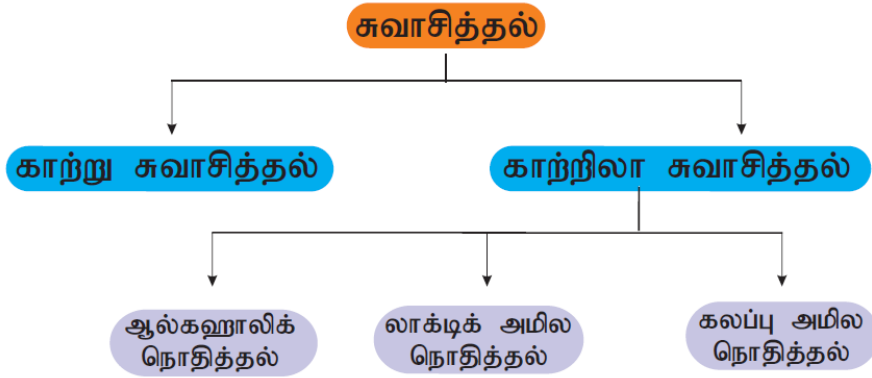 சுவாசித்தல்
காற்று சுவாசித்தல்
காற்றிலா சுவாசித்தல்
ஆல்கஹாலிக்
நொதித்தல்
லாக்டிக் அமில
நொதித்தல்
கலப்பு அமில
நொதித்தல்